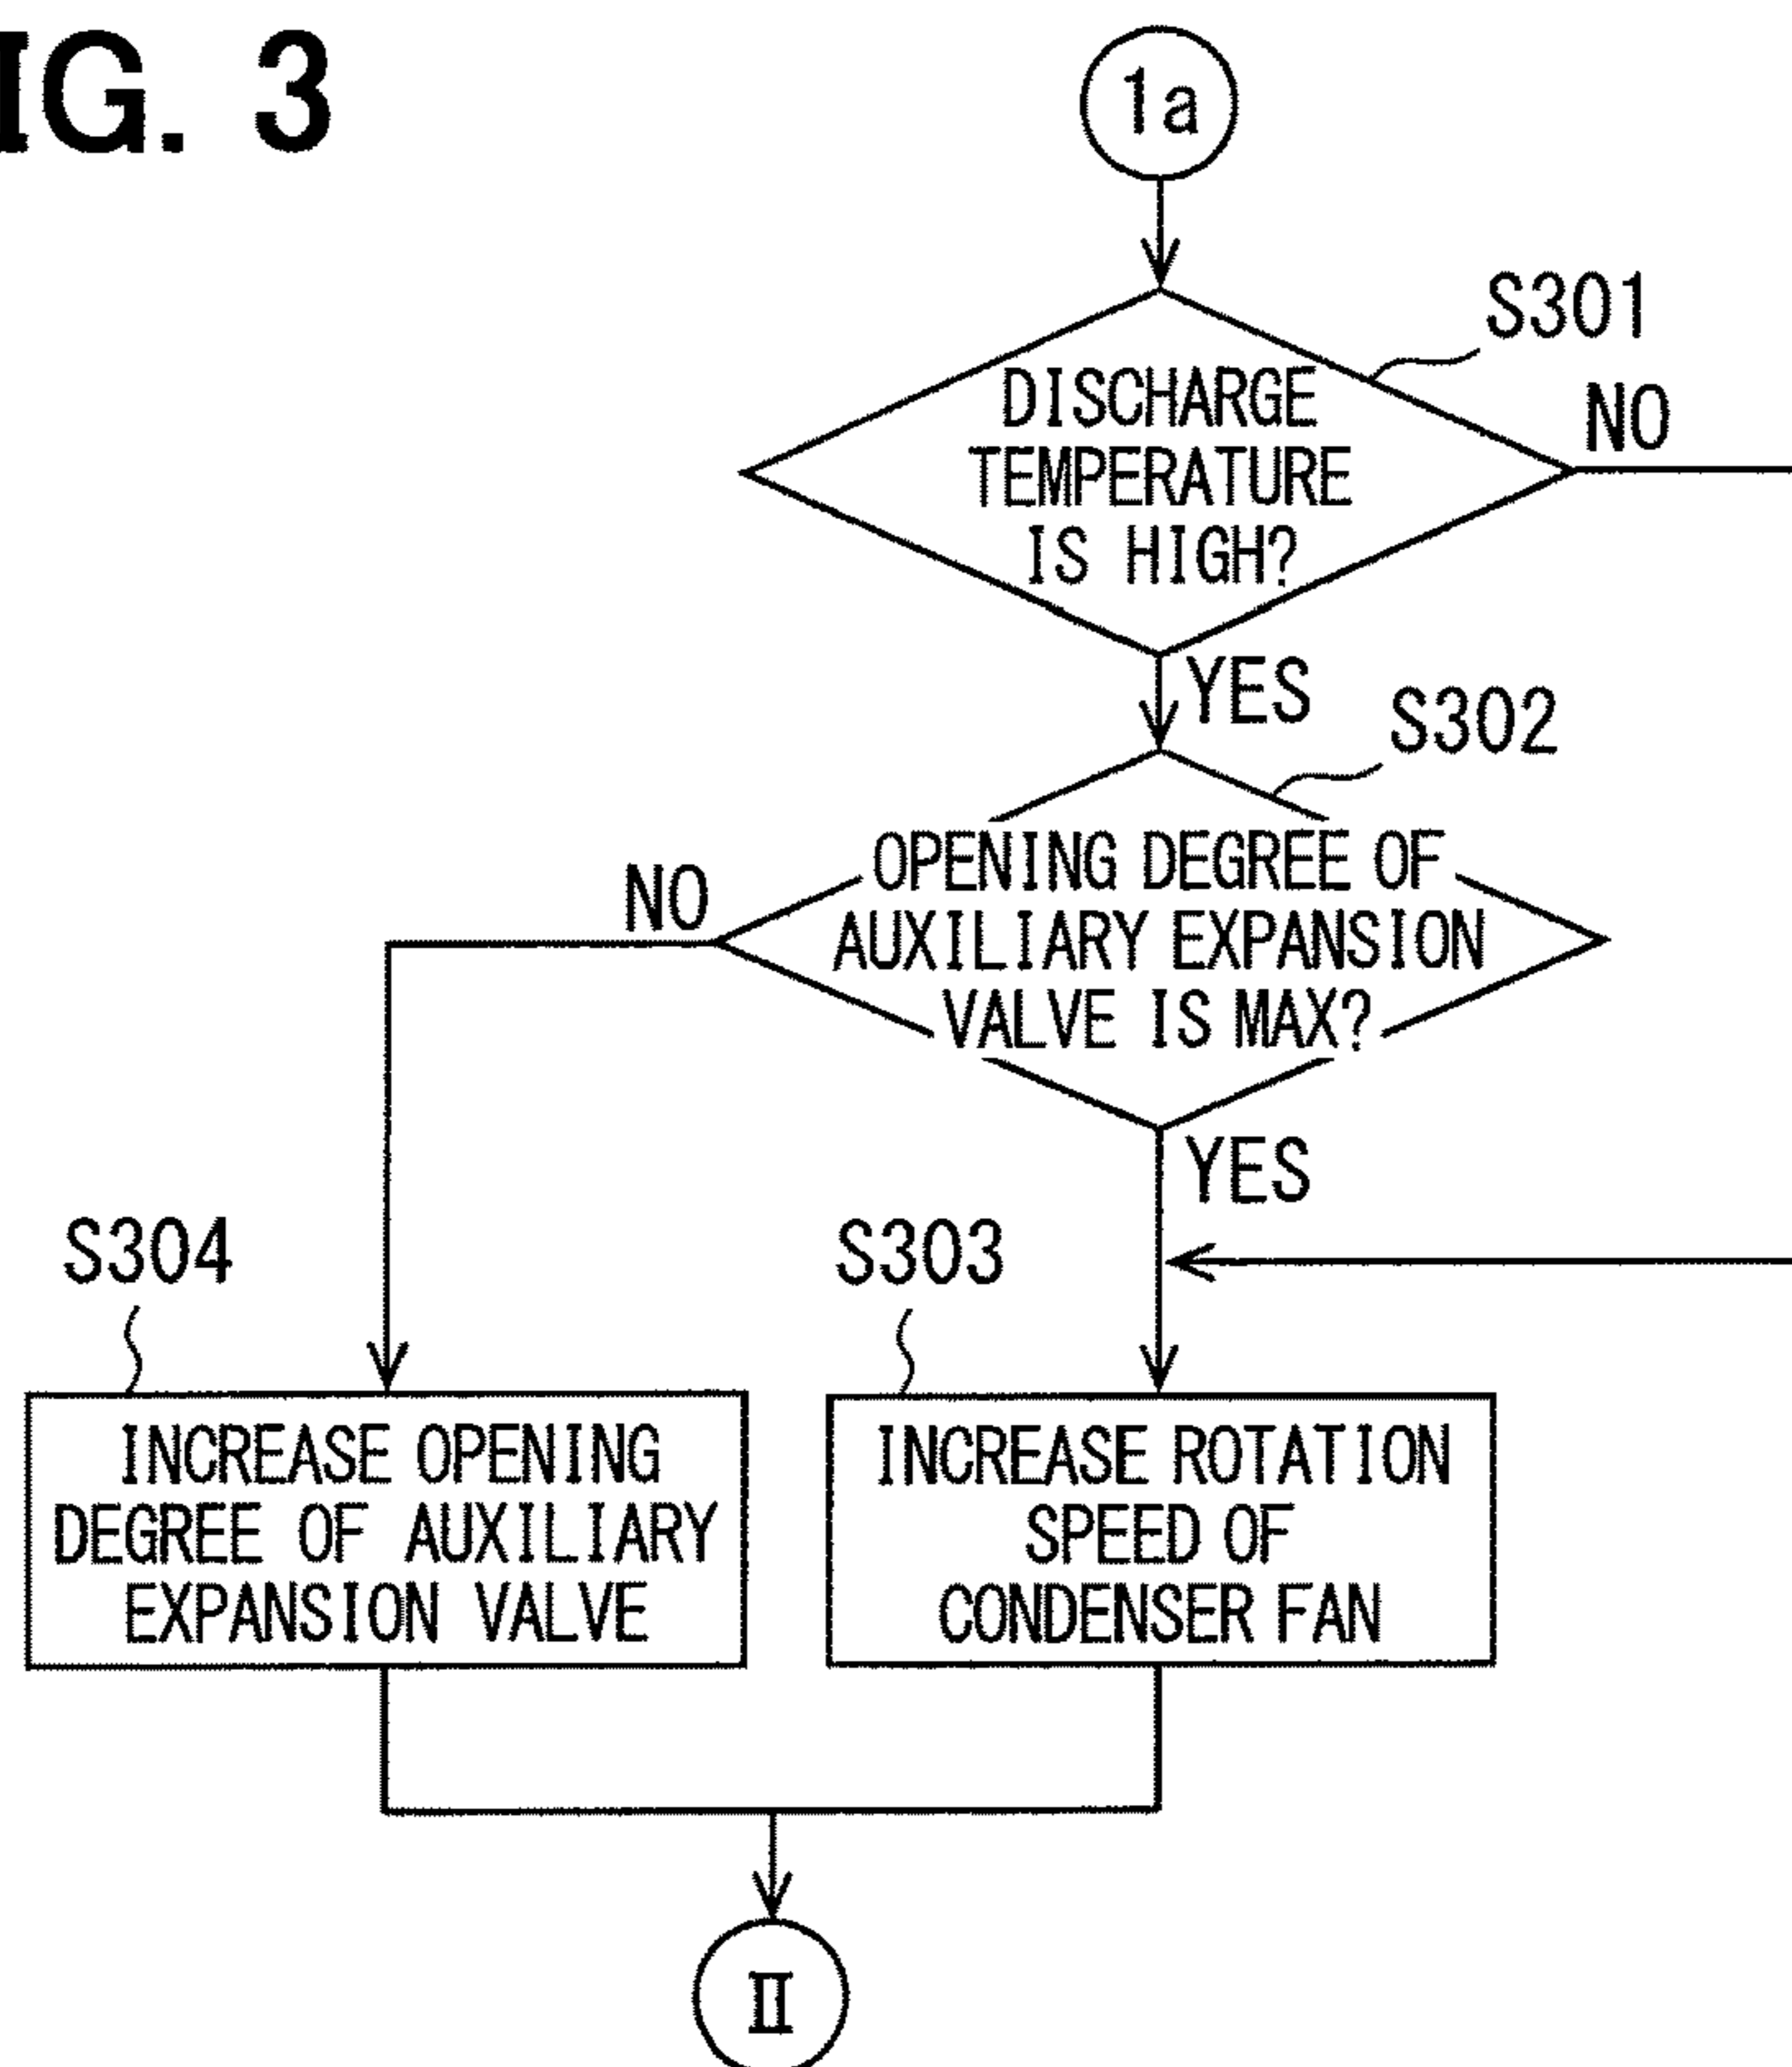 IG. 3
1a
S301
DISCHARGE
TEMPERATURE
IS HIGH?
NO
YES
S302
OPENING DEGREE OF
AUXILIARY EXPANSION
VALVE IS MAX?
NO
YES
S304
S303
INCREASE OPENING
DEGREE OF AUXILIARY
EXPANSION VALVE
INCREASE ROTATION
SPEED OF
CONDENSER FAN
II